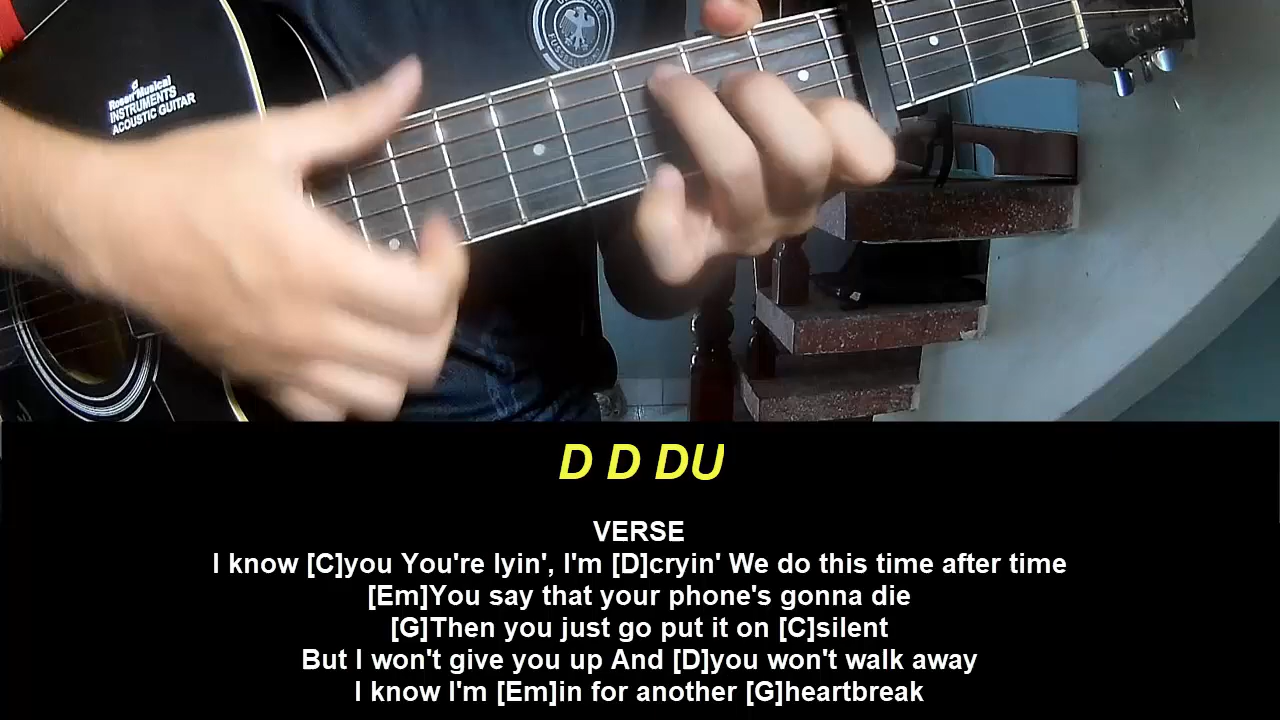 Rosen Musical
INSTRUMENTS
ACOUSTIC GUITAR
D D DU
VERSE
I know [C]you You're lyin', I'm [D]cryin' We do this time after time
[Em]You say that your phone's gonna die
[G]Then you just go put it on [C]silent
But I won't give you up And [D]you won't walk away
I know I'm [Em]in for another [G]heartbreak